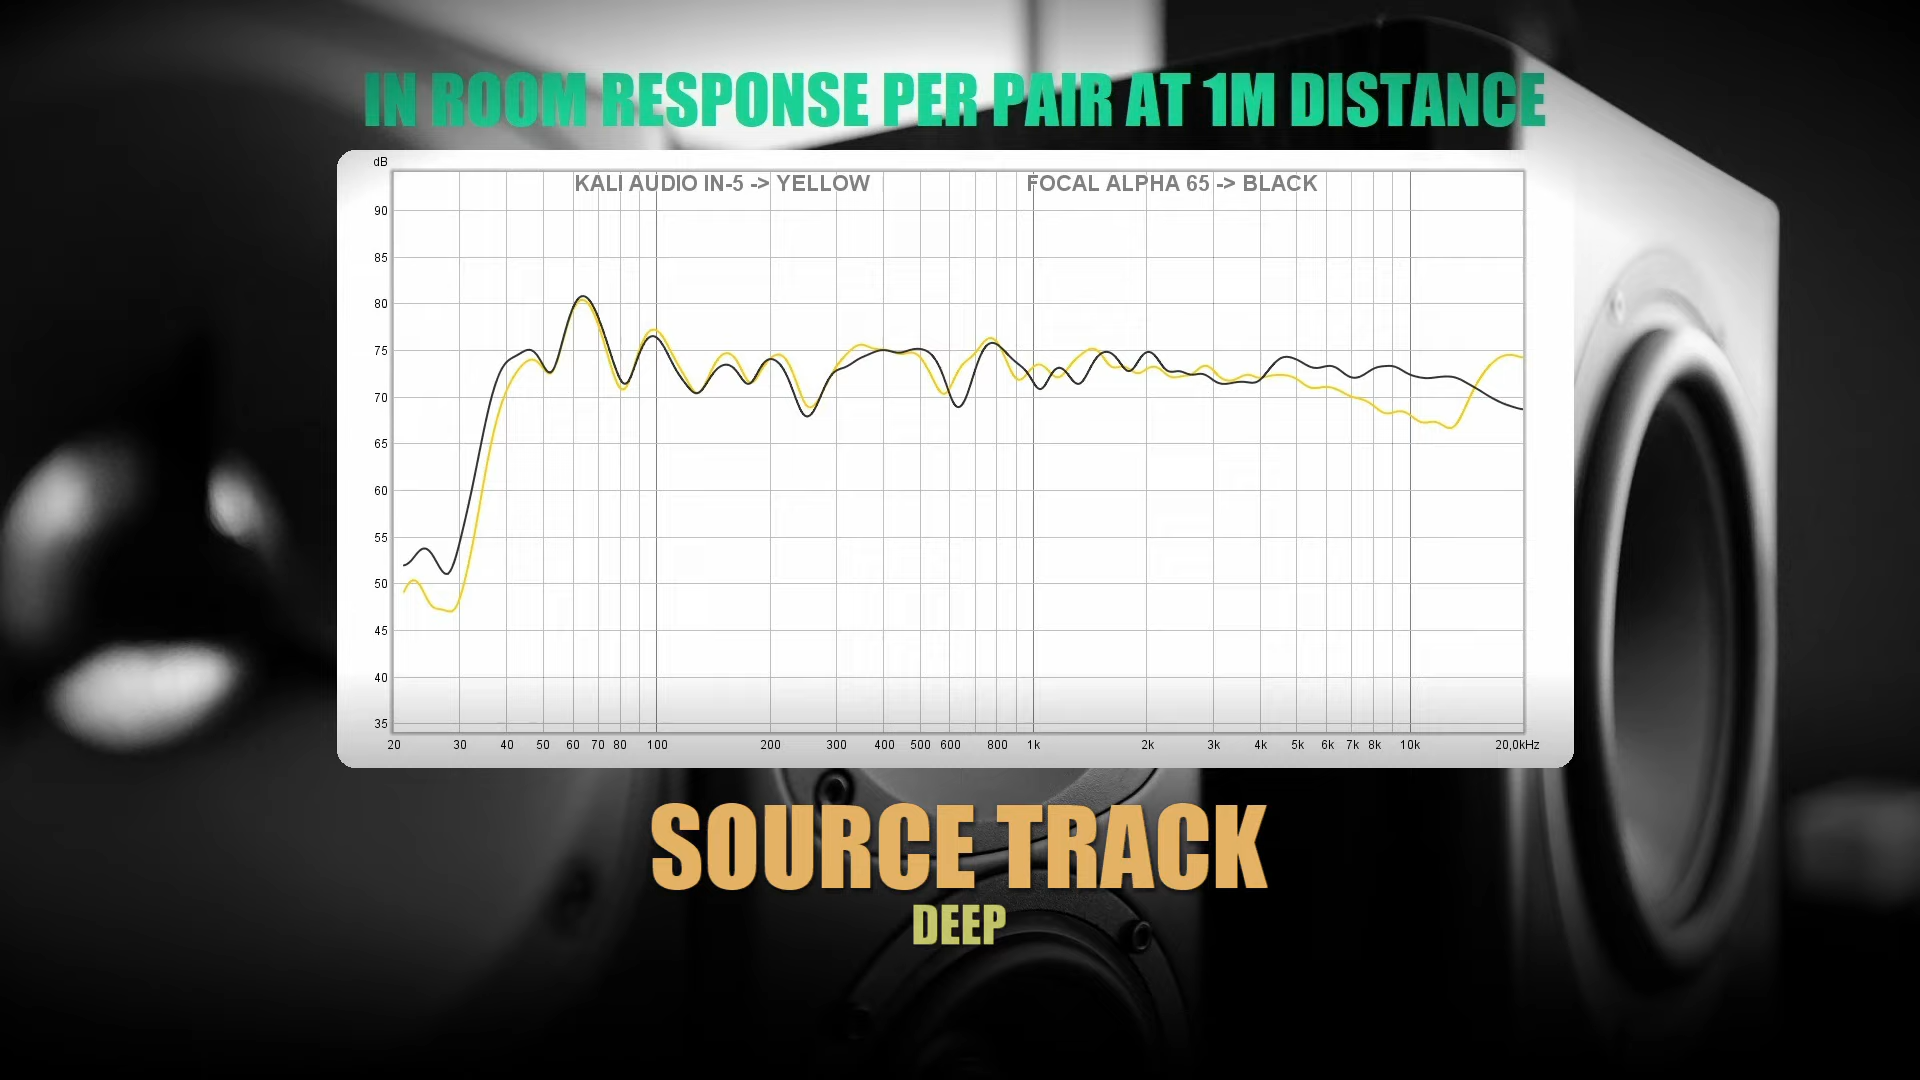 IN ROOM RESPONSE PER PAIR AT 1M DISTANCE
dB
KALI AUDIO IN-5 -> YELLOW FOCAL ALPHA 65 -> BLACK
90
85
80
75
70
65
60
55
50
45
40
35
20 30 40 50 60 70 80 100 200 300 400 500 600 800 1k 2k 3k 4k 5k 6k 7k 8k 10k 20,0kHz
SOURCE TRACK
DEEP